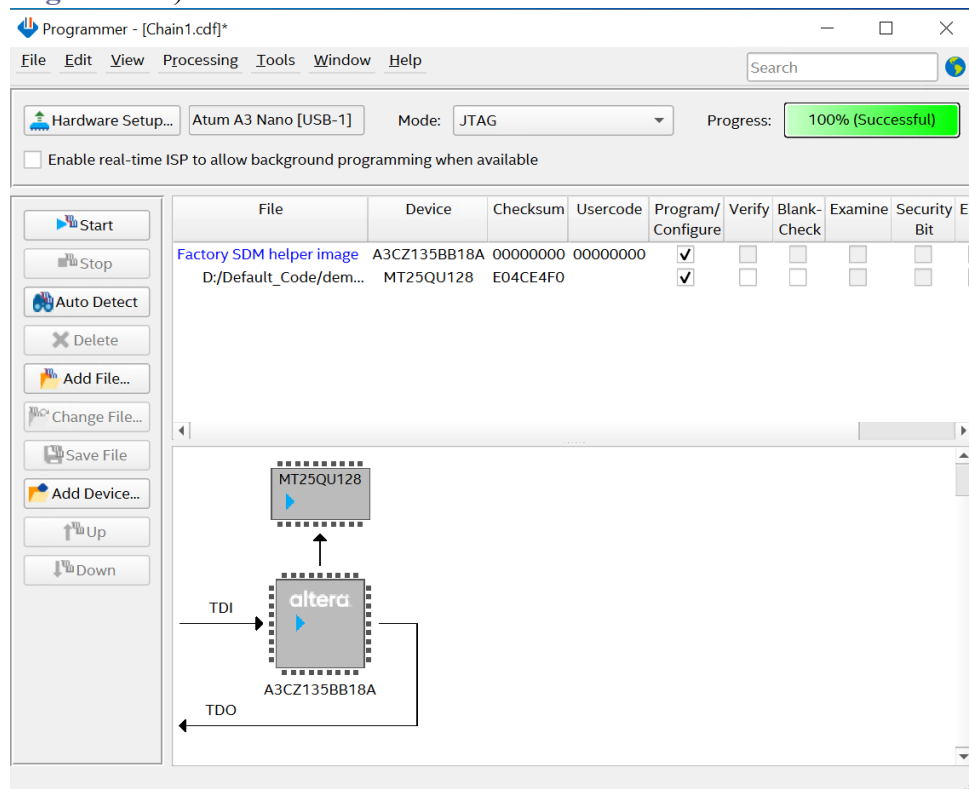 Programmer - [Chain1.cdf]*
File Edit View Processing Tools Window Help
Search
Hardware Setup... Atum A3 Nano [USB-1] Mode: JTAG Progress: 100% (Successful)
Enable real-time ISP to allow background programming when available
Start
Stop
Auto Detect
Delete
Add File...
Change File...
Save File
Add Device...
Up
Down
File Device Checksum Usercode Program/ Verify Blank- Examine Security E
Configure Check Bit
Factory SDM helper image A3CZ135BB18A 00000000 00000000
D:/Default_Code/dem... MT25QU128 E04CE4F0
MT25QU128
altera
TDI
A3CZ135BB18A
TDO